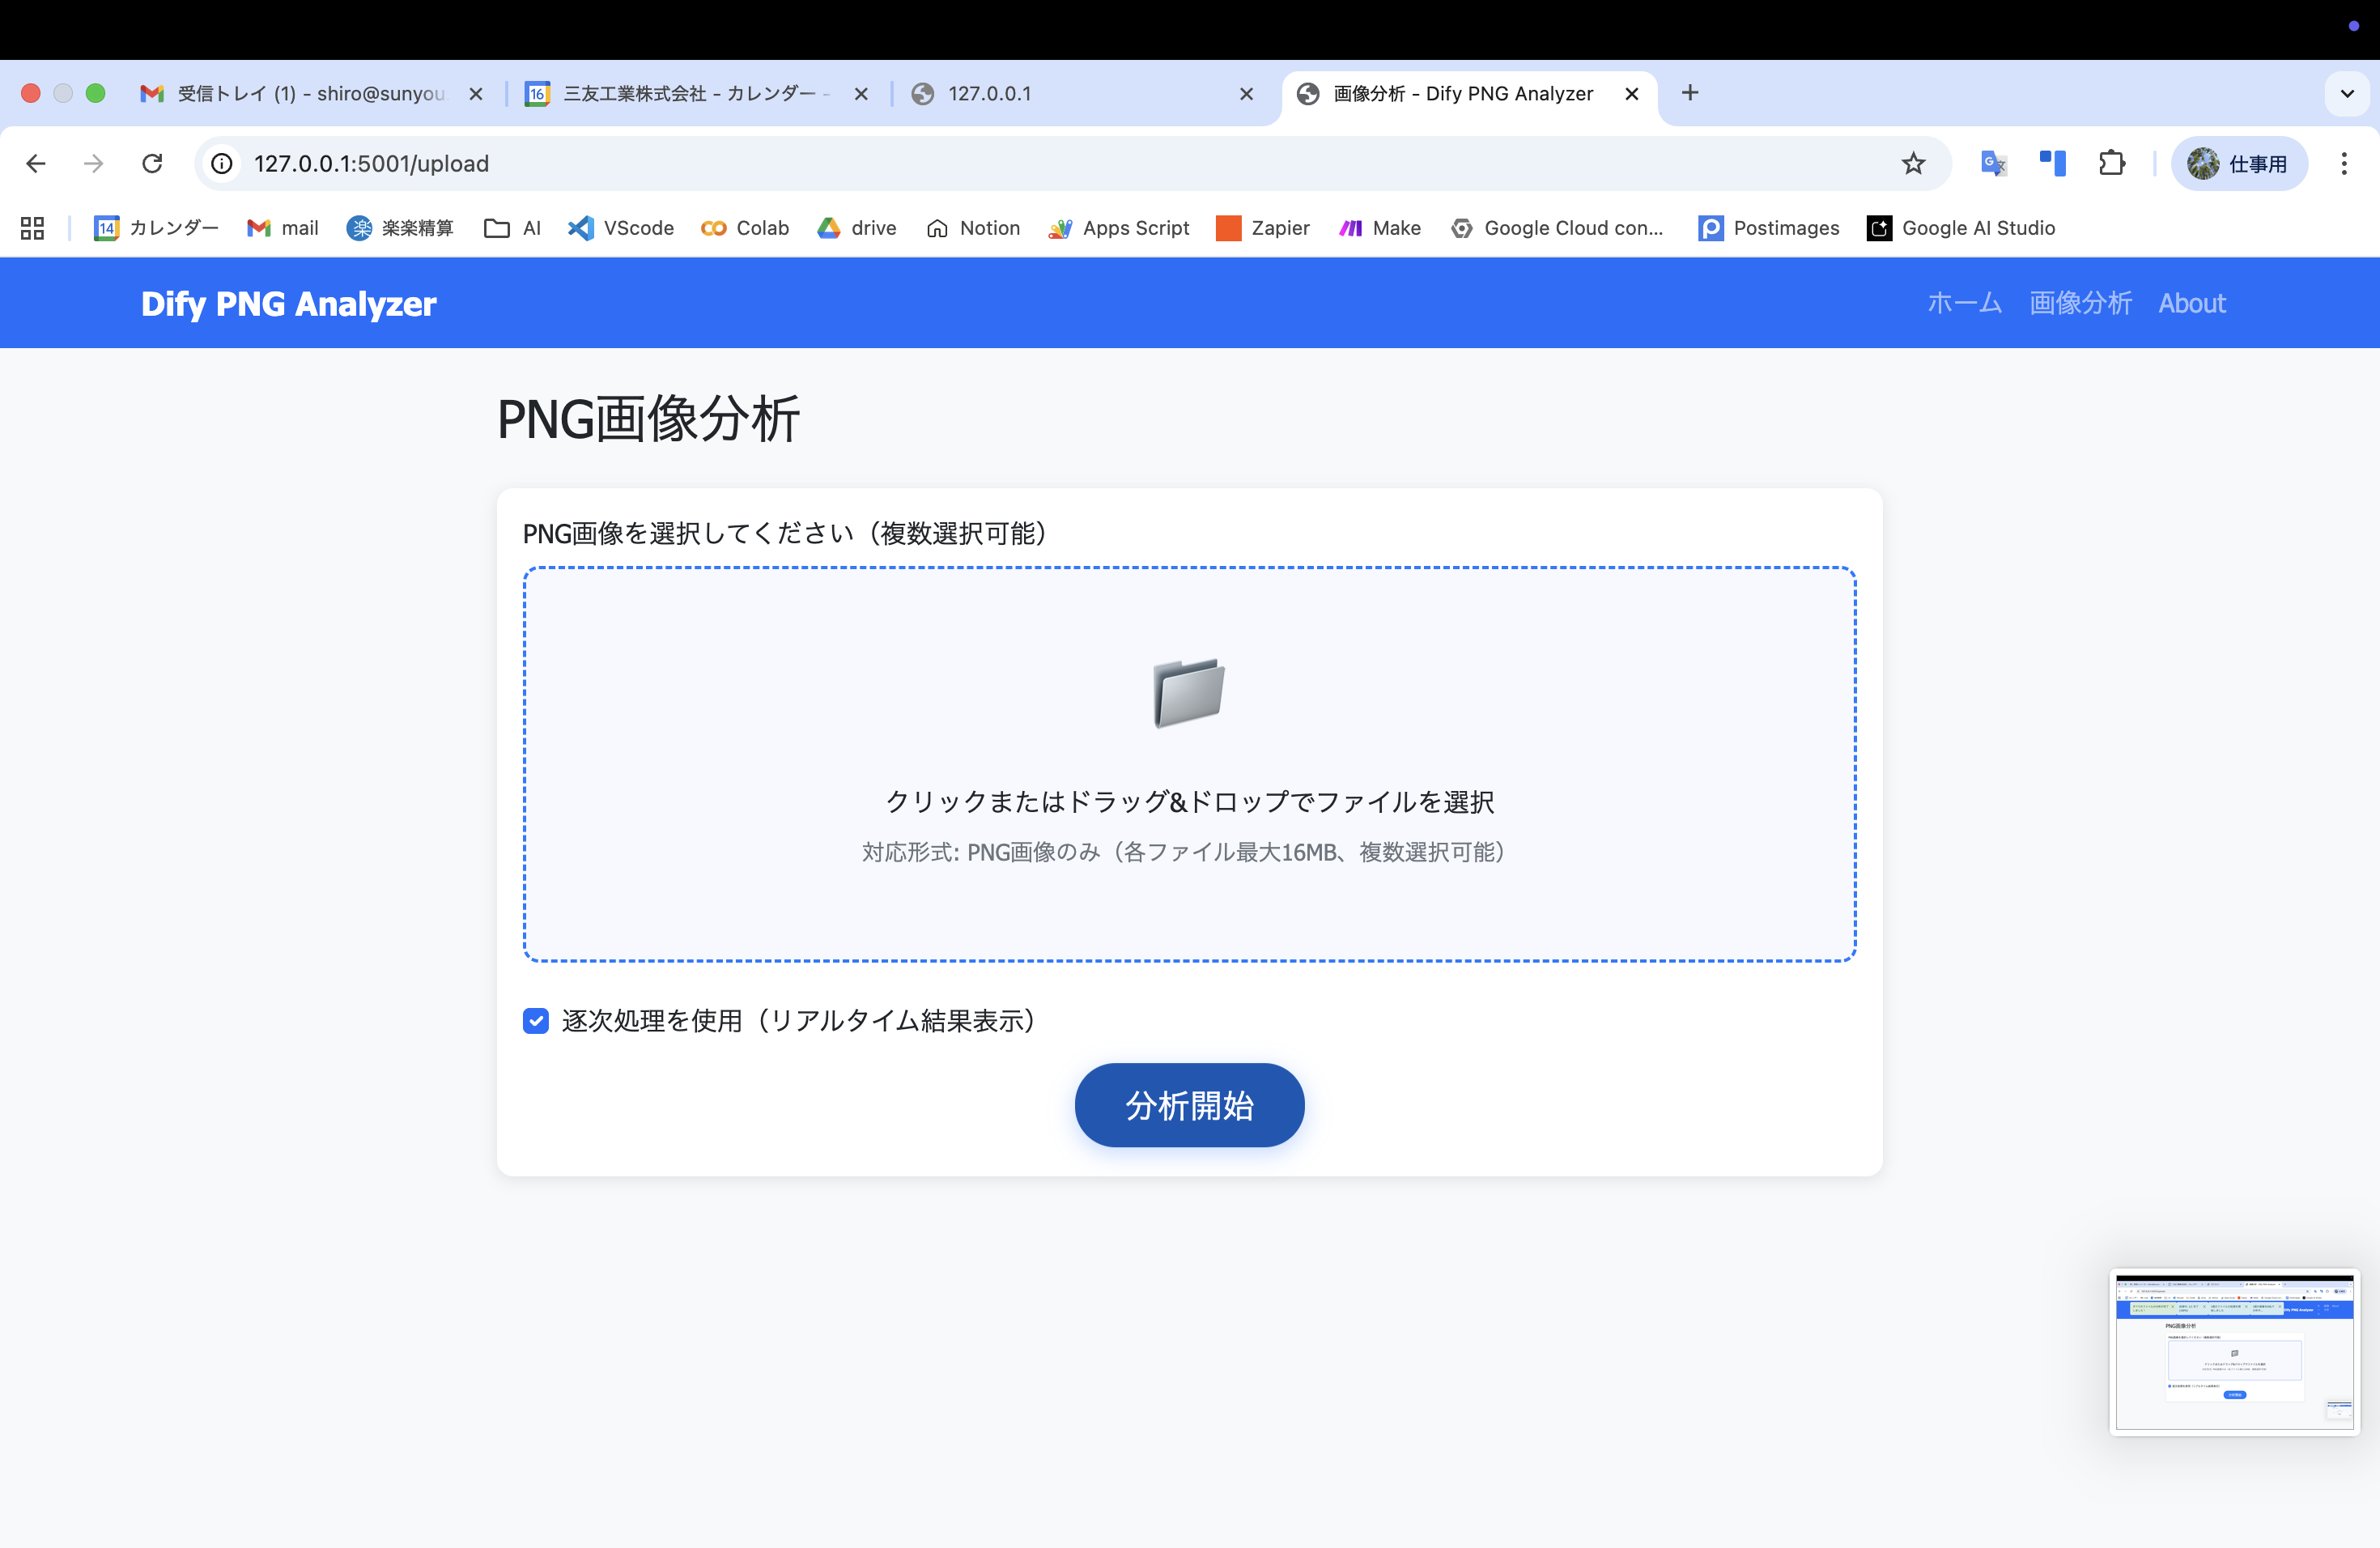 受信トレイ (1) - shiro@sunyou
三友工業株式会社 - カレンダー -
127.0.0.1
画像分析 - Dify PNG Analyzer
127.0.0.1:5001/upload
仕事用
カレンダー
mail
楽楽精算
AI
VScode
Colab
drive
Notion
Apps Script
Zapier
Make
Google Cloud con...
Postimages
Google AI Studio
Dify PNG Analyzer
ホーム
画像分析
About
PNG画像分析
PNG画像を選択してください（複数選択可能）
クリックまたはドラッグ&ドロップでファイルを選択
対応形式: PNG画像のみ（各ファイル最大16MB、複数選択可能）
逐次処理を使用（リアルタイム結果表示）
分析開始